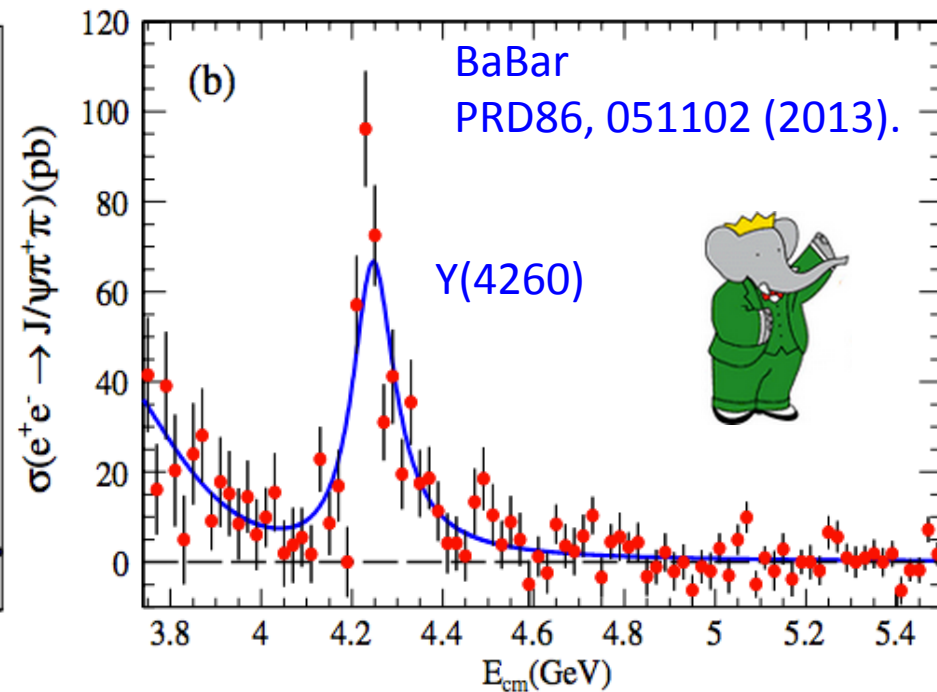 120
100
80
60
40
20
0
σ(e⁺e⁻ → J/ψπ⁺π⁻)(pb)
(b)
BaBar
PRD86, 051102 (2013).
Y(4260)
3.8 4 4.2 4.4 4.6 4.8 5 5.2 5.4
E_cm(GeV)